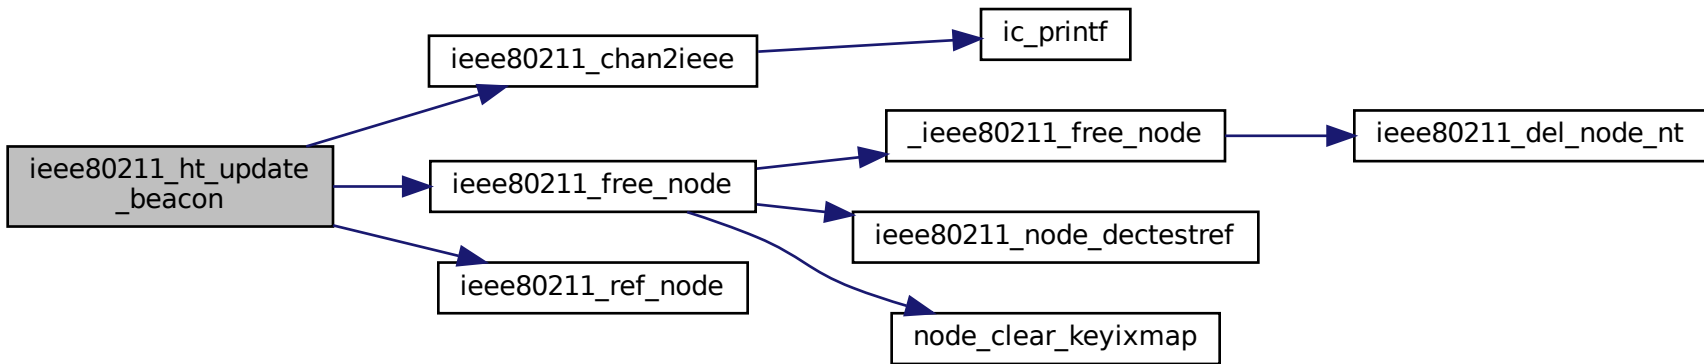 ieee80211_ht_update
_beacon
ieee80211_chan2ieee
ic_printf
ieee80211_free_node
_ieee80211_free_node
ieee80211_del_node_nt
ieee80211_node_dectestref
node_clear_keyixmap
ieee80211_ref_node